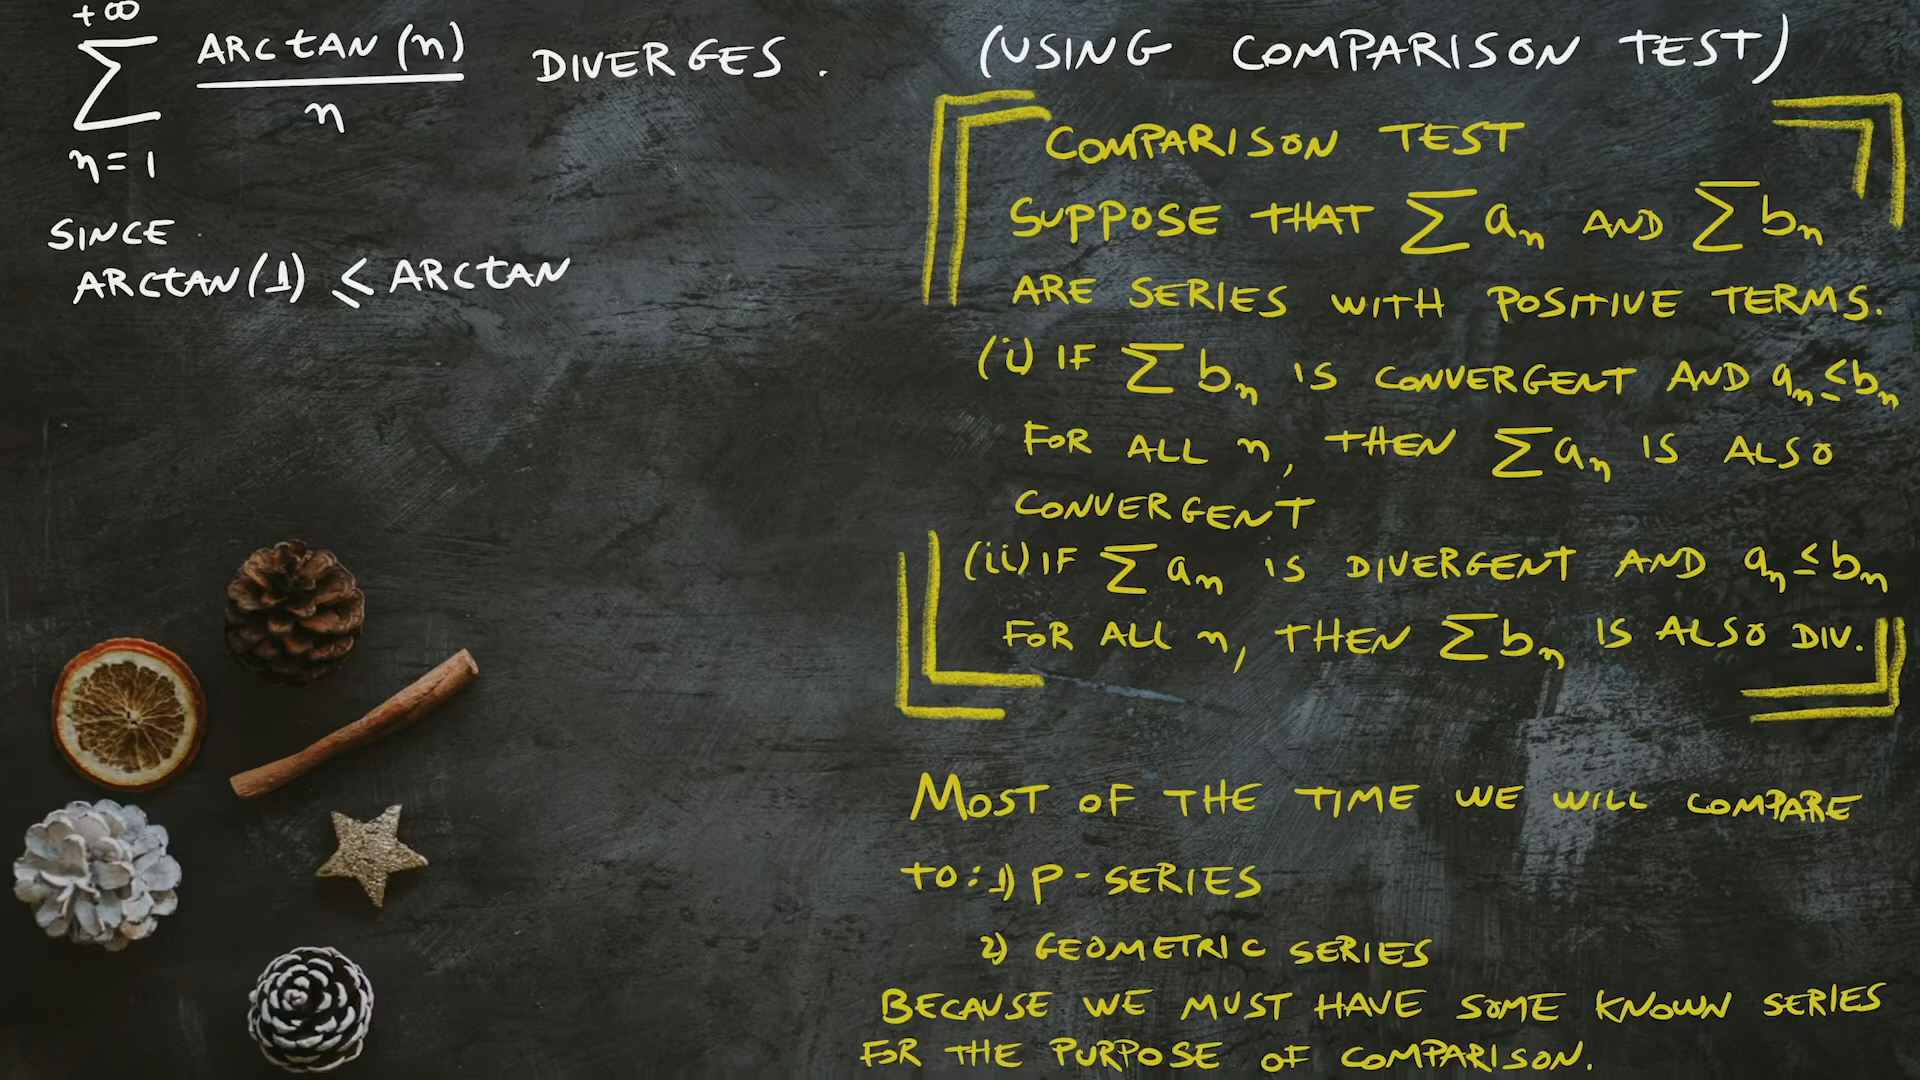 +∞
∑ ARCTAN (n) / n DIVERGES.
n=1
SINCE
ARCTAN(1) ≤ ARCTAN
(USING COMPARISON TEST)
COMPARISON TEST
SUPPOSE THAT ∑ aₙ AND ∑ bₙ
ARE SERIES WITH POSITIVE TERMS.
(i) IF ∑ bₙ IS CONVERGENT AND aₙ ≤ bₙ
FOR ALL n, THEN ∑ aₙ IS ALSO
CONVERGENT
(ii) IF ∑ aₙ IS DIVERGENT AND aₙ ≤ bₙ
FOR ALL n, THEN ∑ bₙ IS ALSO DIV.
MOST OF THE TIME WE WILL COMPARE
TO: 1) P-SERIES
2) GEOMETRIC SERIES
BECAUSE WE MUST HAVE SOME KNOWN SERIES
FOR THE PURPOSE OF COMPARISON.